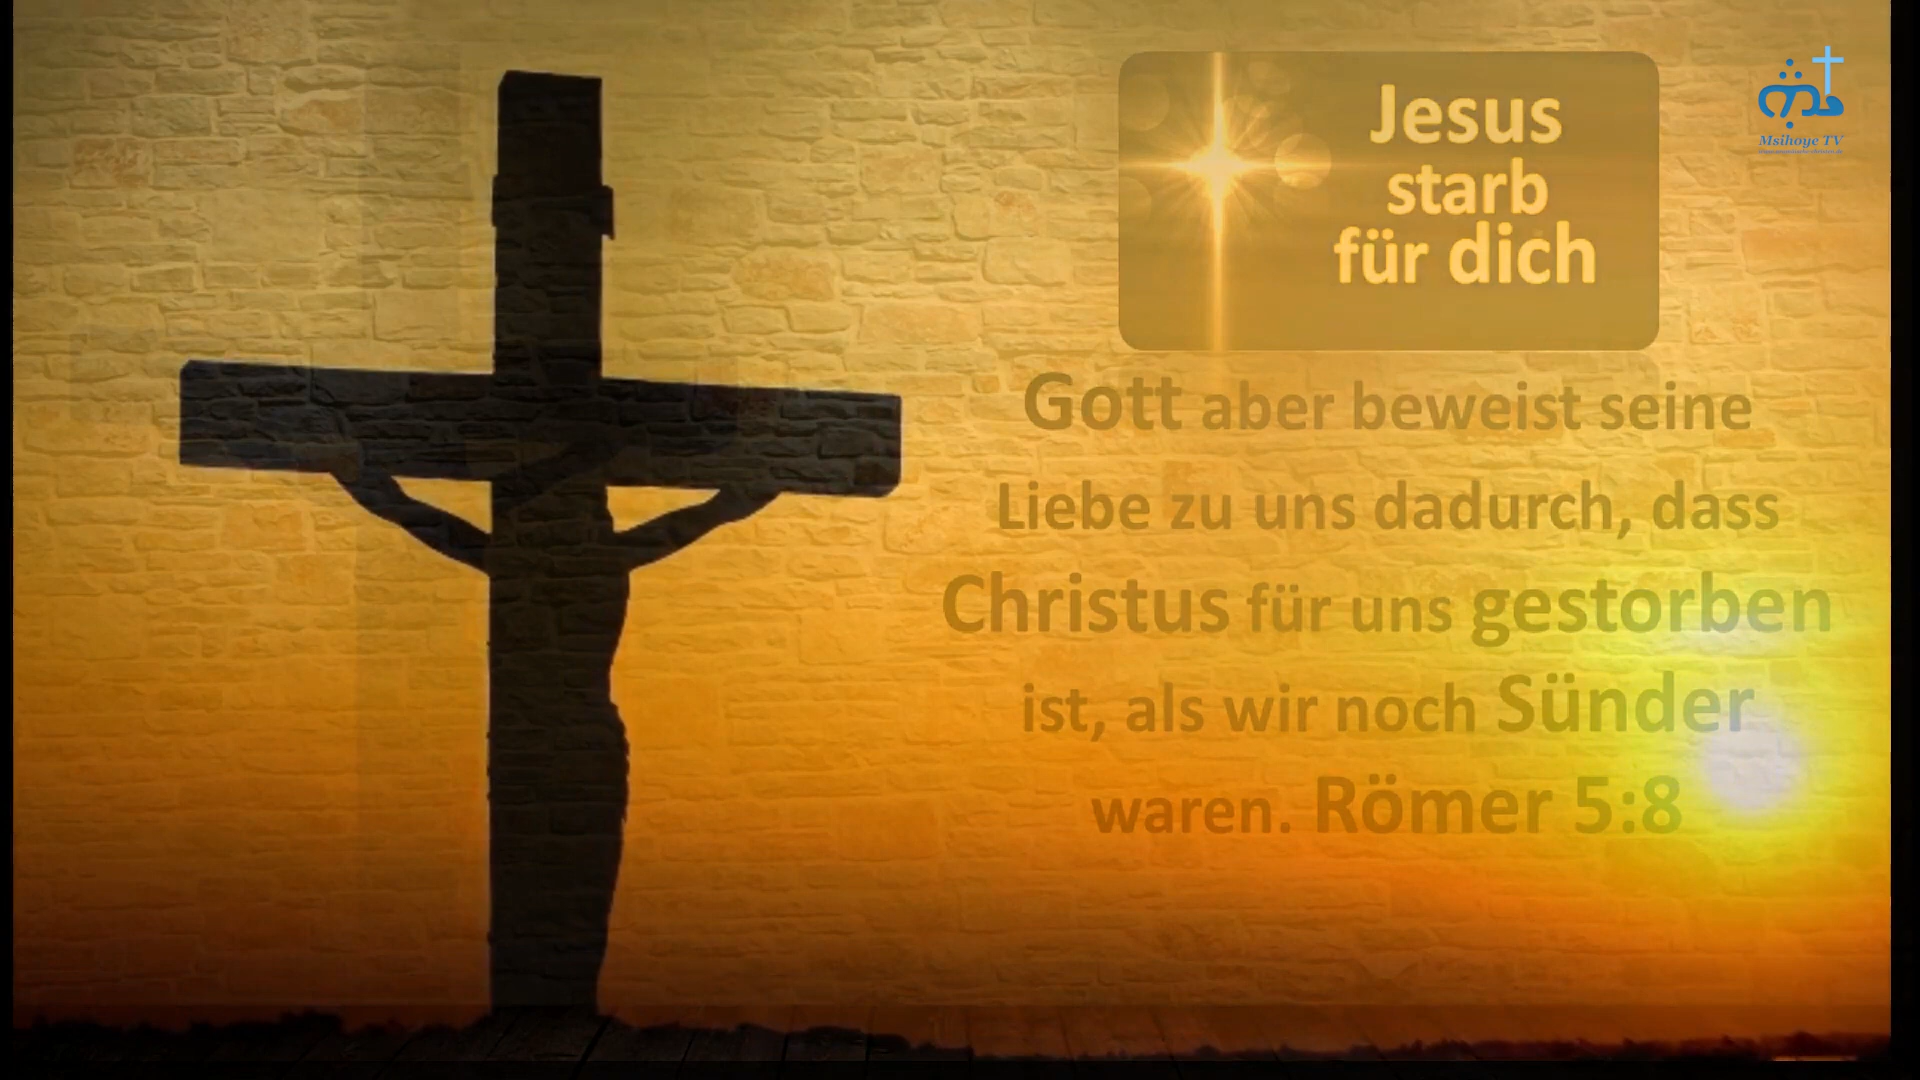 Jesus
starb
für dich
Msihoye TV
Gott aber beweist seine
Liebe zu uns dadurch, dass
Christus für uns gestorben
ist, als wir noch Sünder
waren. Römer 5:8